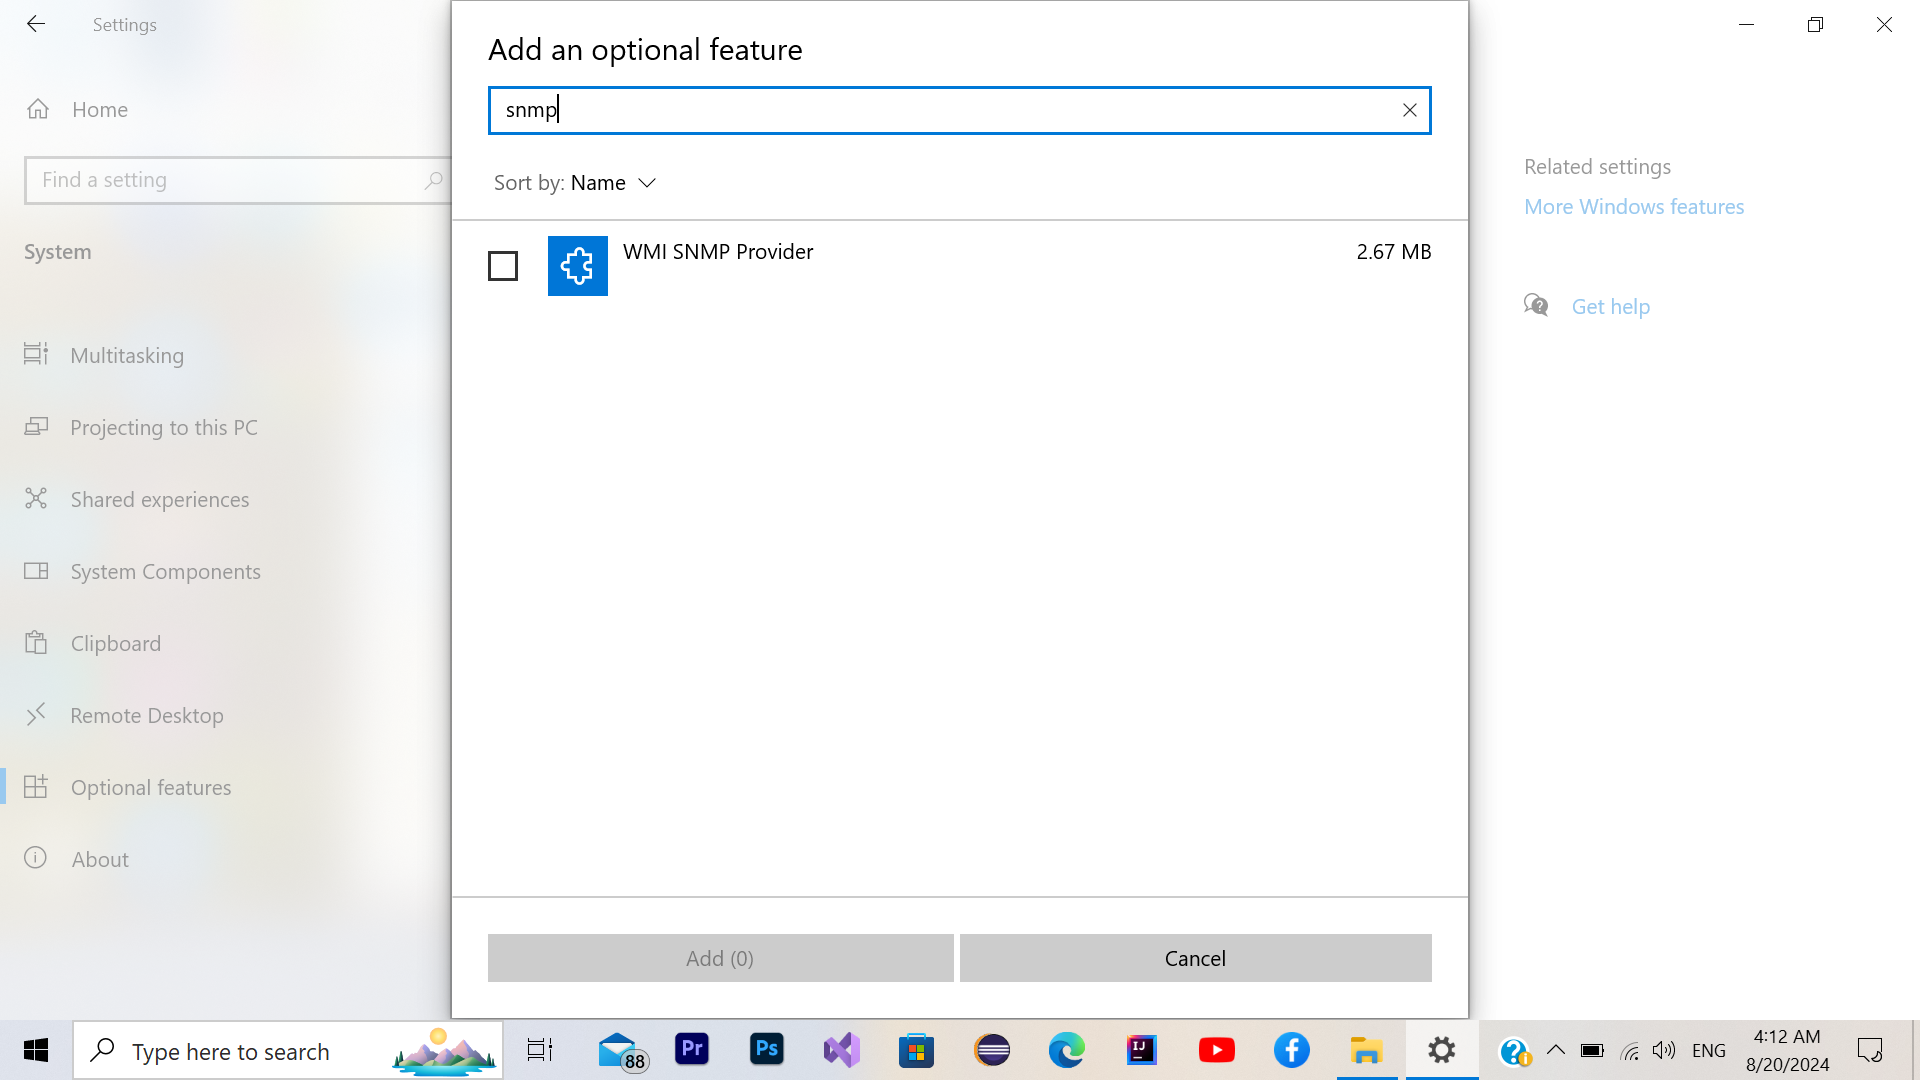 Settings
Home
Find a setting
System
Multitasking
Projecting to this PC
Shared experiences
System Components
Clipboard
Remote Desktop
Optional features
About
Add an optional feature
snmp
Sort by: Name
WMI SNMP Provider 2.67 MB
Add (0) Cancel
Related settings
More Windows features
Get help
Type here to search
88
Pr
Ps
IJ
ENG
4:12 AM
8/20/2024